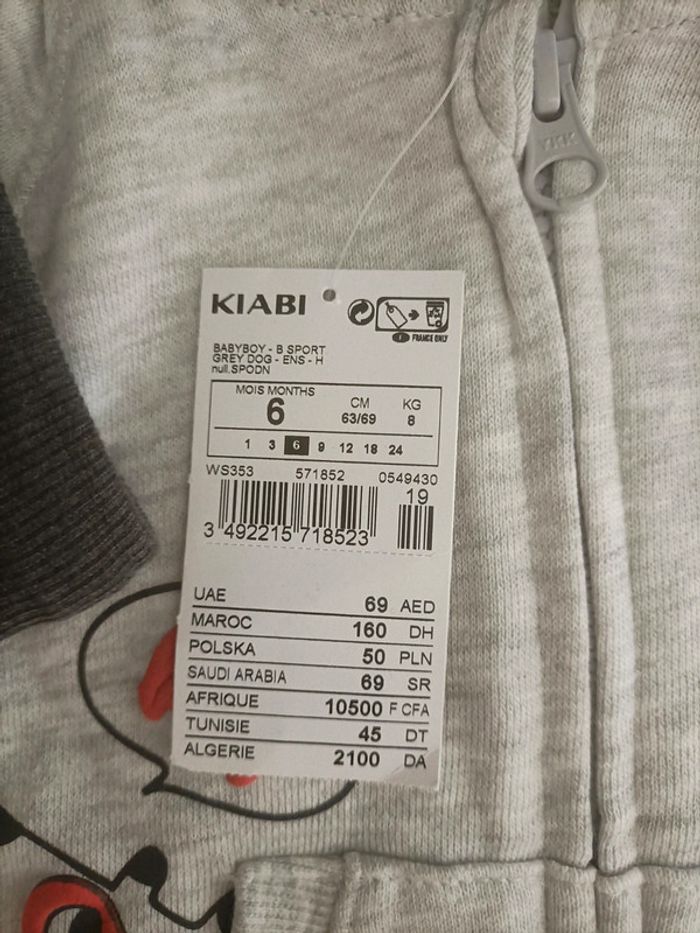 YKK
KIABI
FRANCE ONLY
BABYBOY - B SPORT
GREY DOG - ENS - H
null.SPODN
MOIS MONTHS CM KG
6 63/69 8
1 3 6 9 12 18 24
WS353 571852 0549430
19
3 492215 718523
UAE 69 AED
MAROC 160 DH
POLSKA 50 PLN
SAUDI ARABIA 69 SR
AFRIQUE 10500 F CFA
TUNISIE 45 DT
ALGERIE 2100 DA